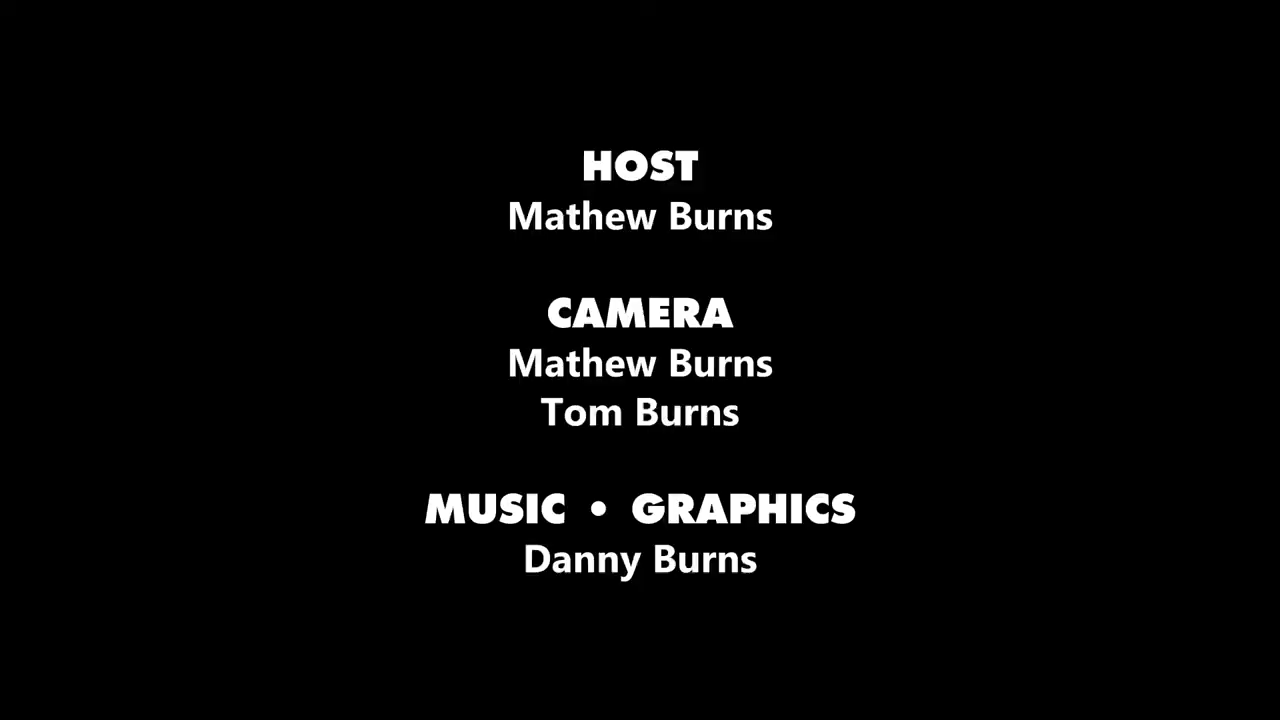 HOST
Mathew Burns
CAMERA
Mathew Burns
Tom Burns
MUSIC • GRAPHICS
Danny Burns